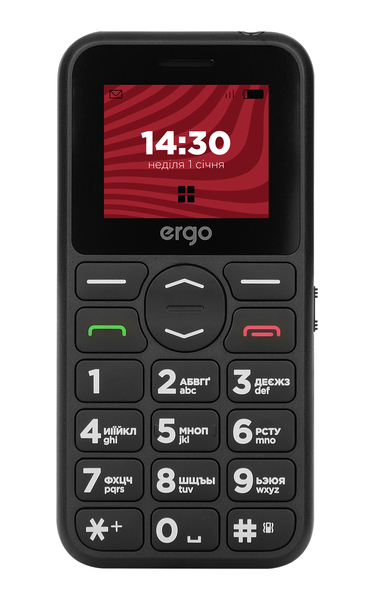 14:30
неділя 1 січня
ergo
1 2 АБВГҐ abc 3 ДЕЄЖЗ def
4 ИІЇЙКЛ ghi 5 МНОП jkl 6 РСТУ mno
7 ФХЦЧ pqrs 8 ШЩЪЫ tuv 9 ЬЭЮЯ wxyz
*+ 0 #